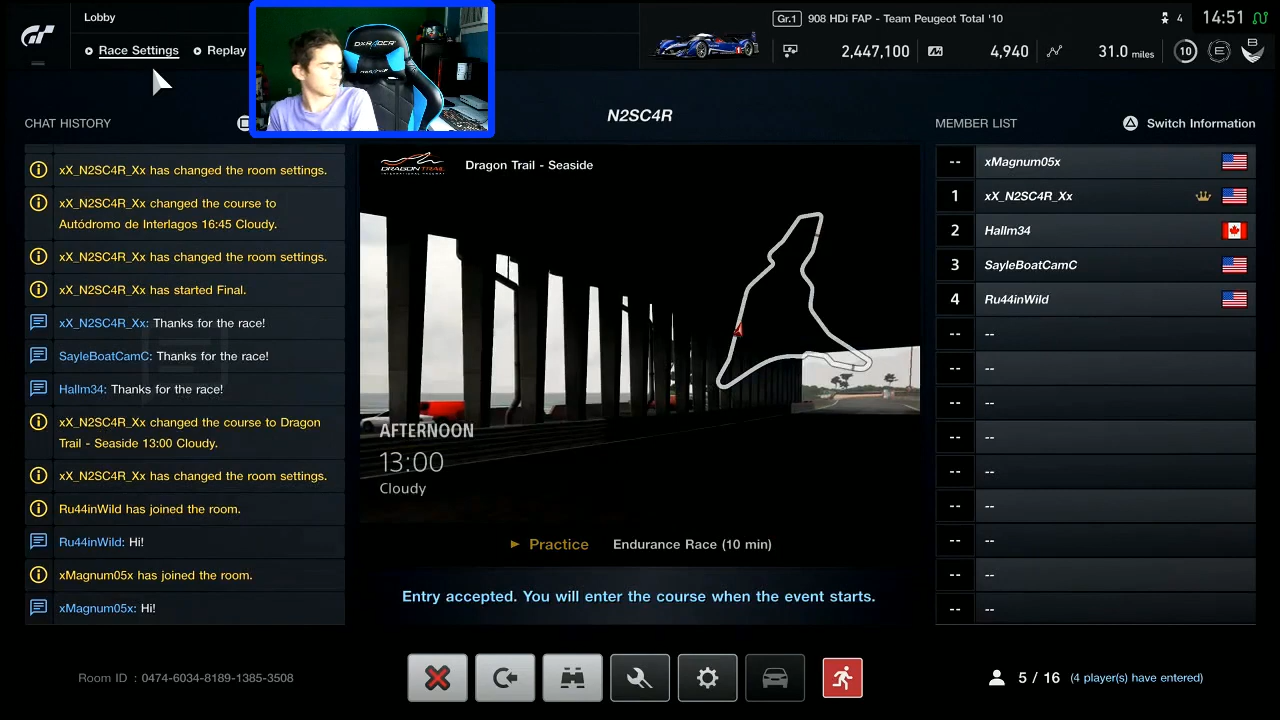 Lobby
Race Settings
Replay
Gr.1 908 HDi FAP - Team Peugeot Total '10
4
14:51
2,447,100
4,940
31.0 miles
10
E
B
CHAT HISTORY
N2SC4R
MEMBER LIST
Switch Information
xX_N2SC4R_Xx has changed the room settings.
xX_N2SC4R_Xx changed the course to
Autódromo de Interlagos 16:45 Cloudy.
xX_N2SC4R_Xx has changed the room settings.
xX_N2SC4R_Xx has started Final.
xX_N2SC4R_Xx: Thanks for the race!
SayleBoatCamC: Thanks for the race!
Hallm34: Thanks for the race!
xX_N2SC4R_Xx changed the course to Dragon
Trail - Seaside 13:00 Cloudy.
xX_N2SC4R_Xx has changed the room settings.
Ru44inWild has joined the room.
Ru44inWild: Hi!
xMagnum05x has joined the room.
xMagnum05x: Hi!
DRAGON TRAIL
Dragon Trail - Seaside
AFTERNOON
13:00
Cloudy
Practice Endurance Race (10 min)
Entry accepted. You will enter the course when the event starts.
-- xMagnum05x
1 xX_N2SC4R_Xx
2 Hallm34
3 SayleBoatCamC
4 Ru44inWild
-- --
-- --
-- --
-- --
-- --
-- --
-- --
-- --
-- --
Room ID : 0474-6034-8189-1385-3508
5 / 16 (4 player(s) have entered)